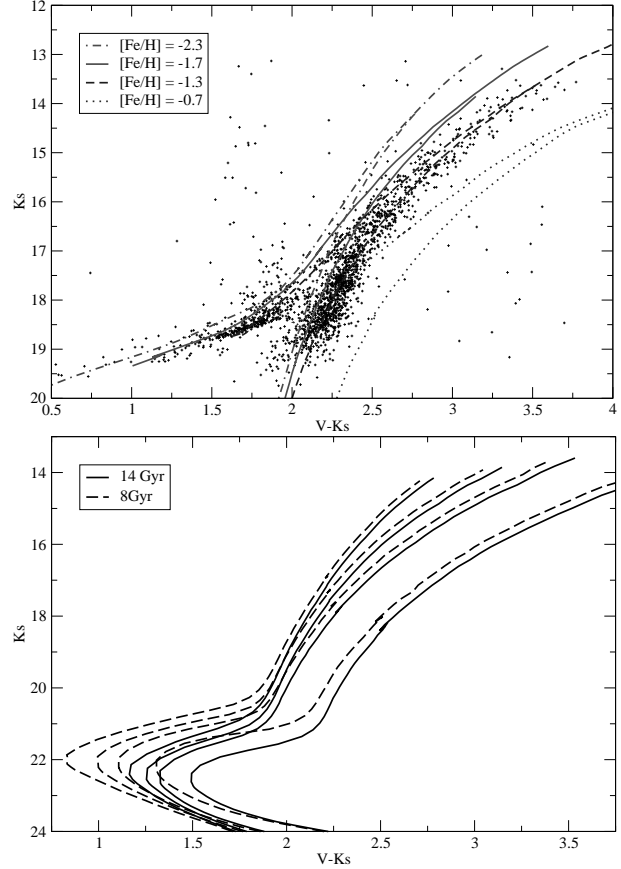 12
[Fe/H] = -2.3
[Fe/H] = -1.7
[Fe/H] = -1.3
[Fe/H] = -0.7
13
14
15
Ks
16
17
18
19
20
0.5 1 1.5 2 2.5 3 3.5 4
V-Ks
14 Gyr
8Gyr
14
16
18
Ks
20
22
24
1 1.5 2 2.5 3 3.5
V-Ks